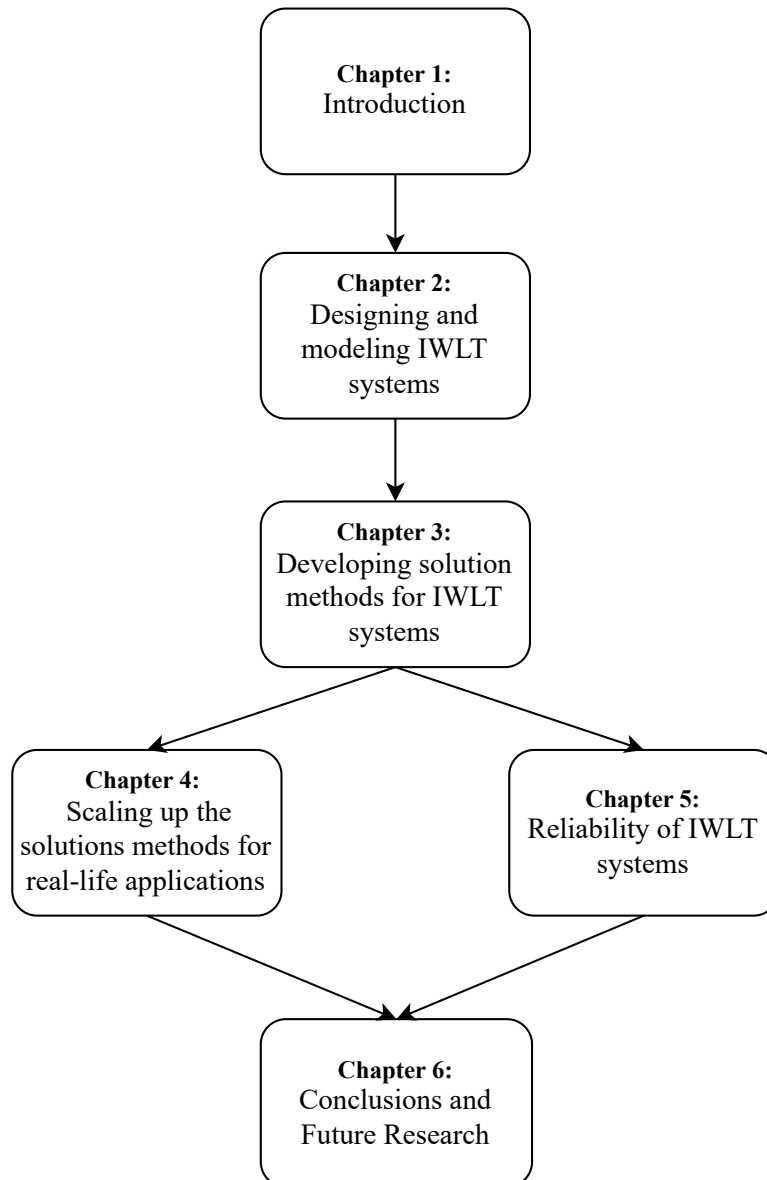 Chapter 1:
Introduction
Chapter 2:
Designing and
modeling IWLT
systems
Chapter 3:
Developing solution
methods for IWLT
systems
Chapter 4:
Scaling up the
solutions methods for
real-life applications
Chapter 5:
Reliability of IWLT
systems
Chapter 6:
Conclusions and
Future Research